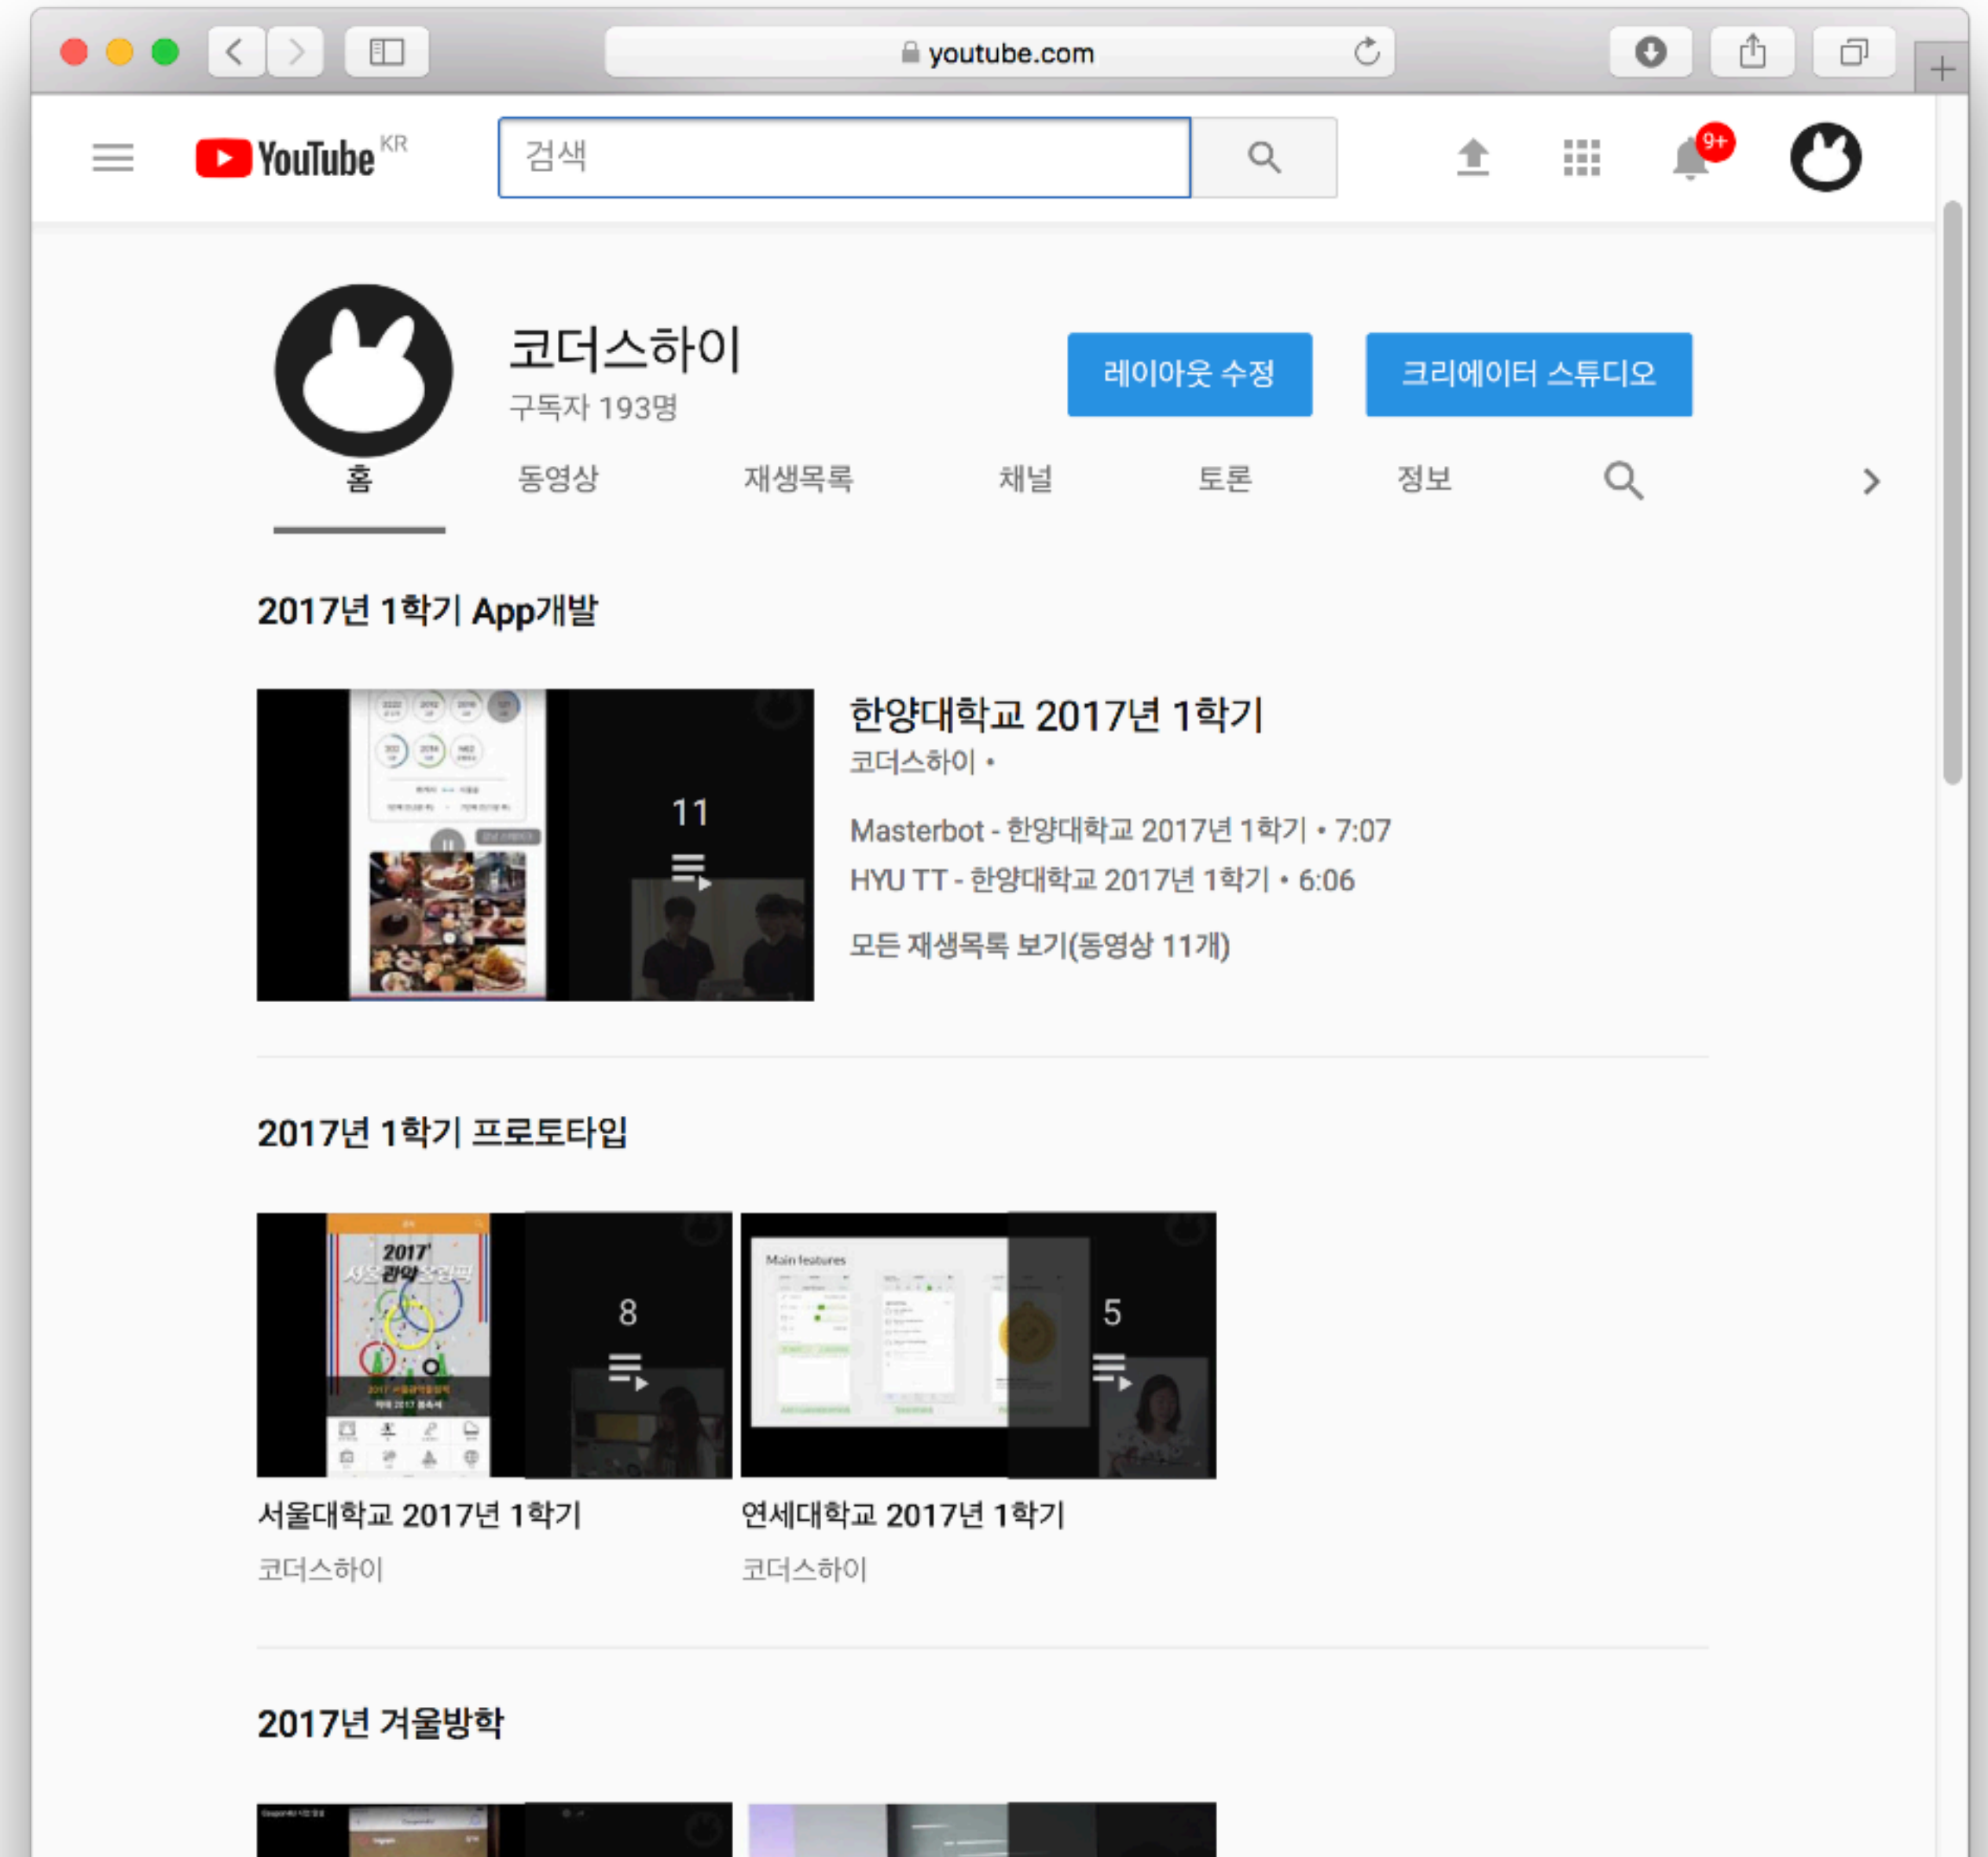 youtube.com
YouTube KR
검색
9+
코더스하이
구독자 193명
레이아웃 수정
크리에이터 스튜디오
홈
동영상
재생목록
채널
토론
정보
2017년 1학기 App개발
11
한양대학교 2017년 1학기
코더스하이 •
Masterbot - 한양대학교 2017년 1학기 • 7:07
HYU TT - 한양대학교 2017년 1학기 • 6:06
모든 재생목록 보기(동영상 11개)
2017년 1학기 프로토타입
2017'
서울관악올림픽
8
Main features
5
서울대학교 2017년 1학기
연세대학교 2017년 1학기
코더스하이
코더스하이
2017년 겨울방학